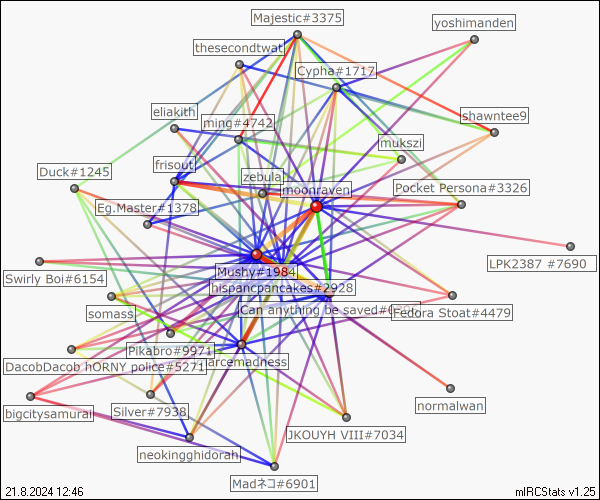 Majestic#3375
yoshimanden
thesecondtwat
Cypha#1717
eliakith
ming#4742
shawntee9
mukszi
frisout
Duck#1245
zebula
moonraven
Pocket Persona#3326
Eg.Master#1378
LPK2387 #7690
Mushy#1984
Swirly Boi#6154
hispancpancakes#2928
somass
Can anything be
Fedora Stoat#4479
Pikabro#9971
DacobDacob hORNY police#5271
arcemadness
normalwan
bigcitysamurai
Silver#7938
JKOUYH VIII#7034
neokingghidorah
Madネコ#6901
21.8.2024 12:46
mIRCStats v1.25